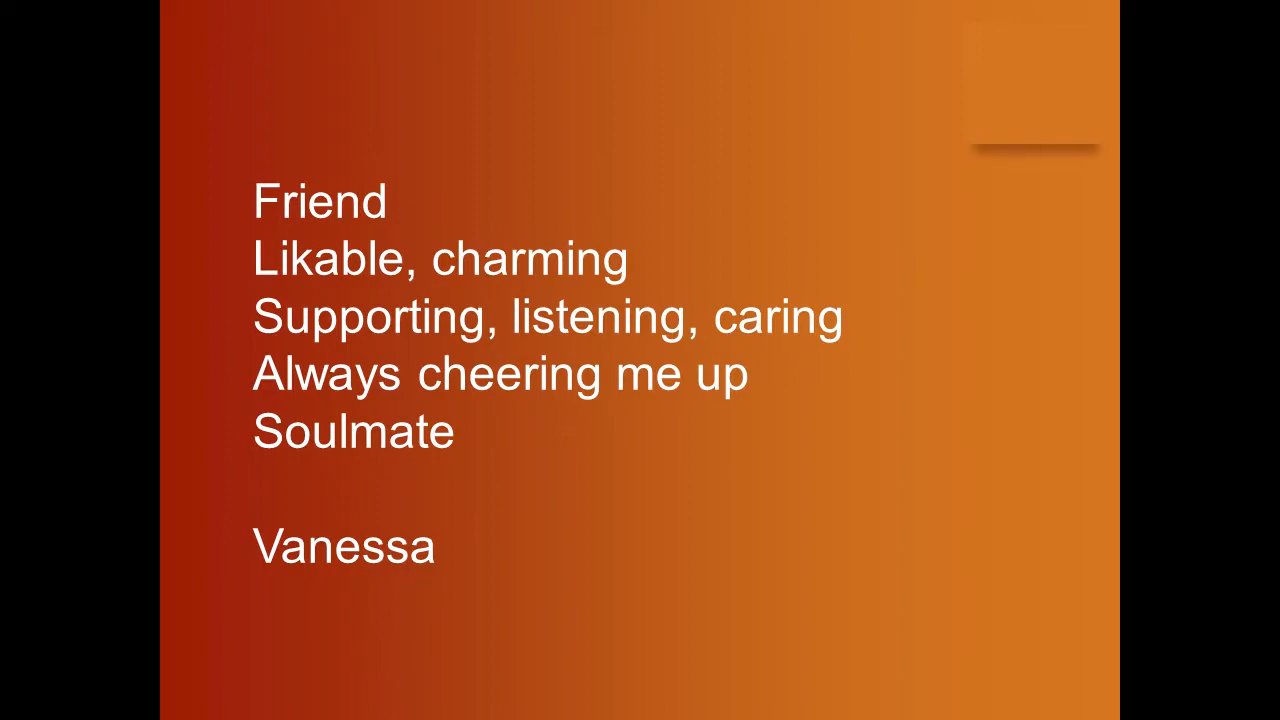 Friend
Likable, charming
Supporting, listening, caring
Always cheering me up
Soulmate
Vanessa